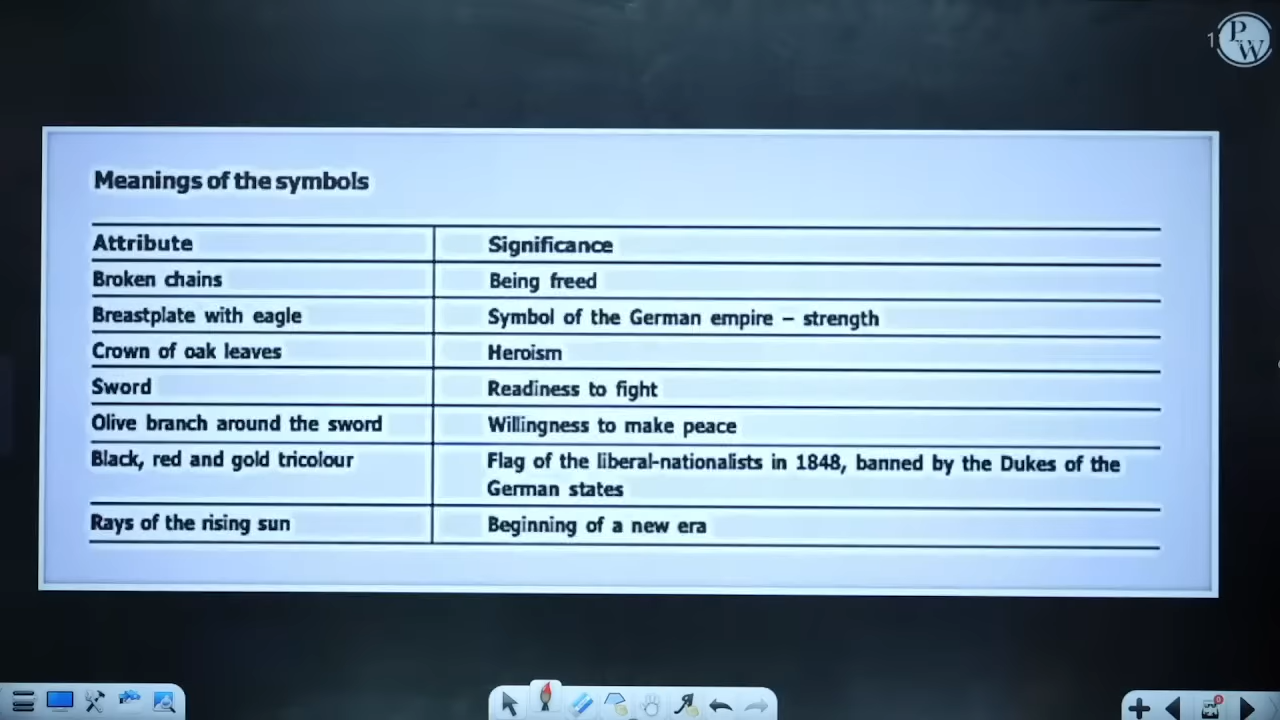 PW
1
Meanings of the symbols
Attribute Significance
Broken chains Being freed
Breastplate with eagle Symbol of the German empire – strength
Crown of oak leaves Heroism
Sword Readiness to fight
Olive branch around the sword Willingness to make peace
Black, red and gold tricolour Flag of the liberal-nationalists in 1848, banned by the Dukes of the
German states
Rays of the rising sun Beginning of a new era